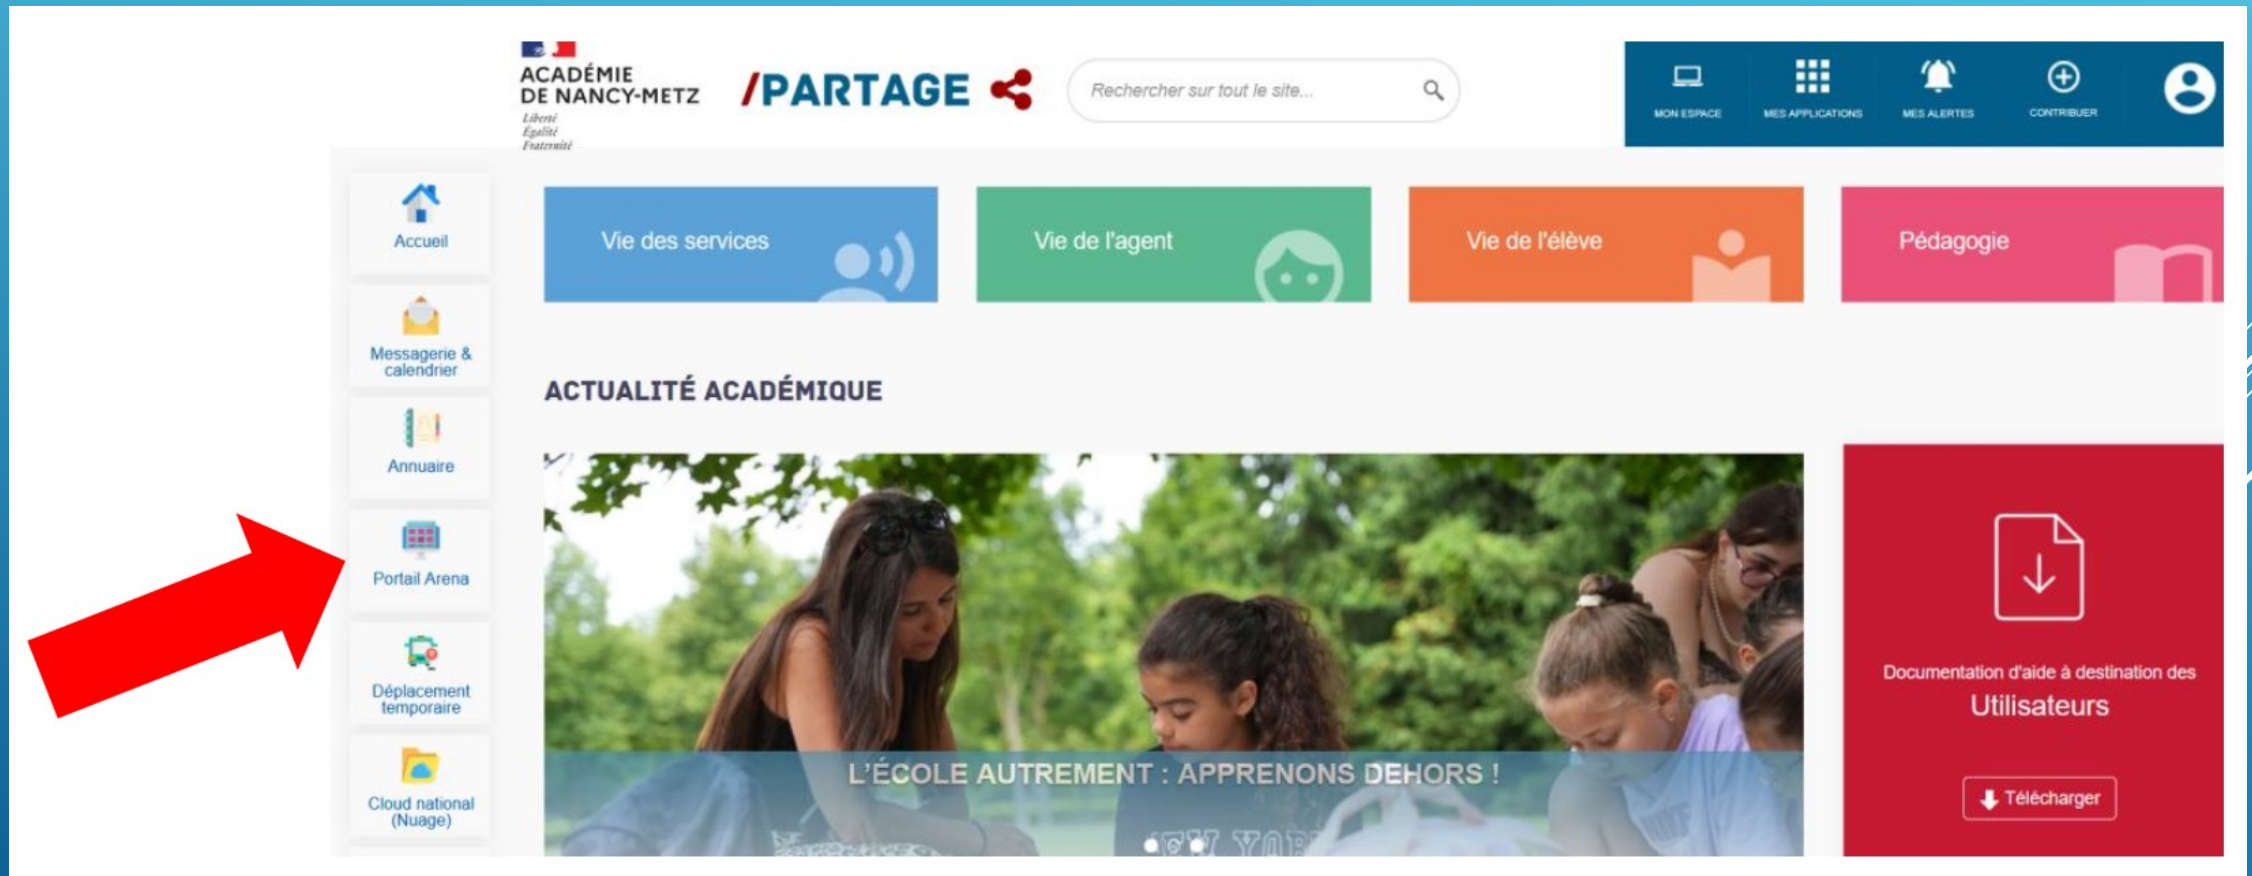 ACADÉMIE
DE NANCY-METZ
Liberté
Égalité
Fraternité
/PARTAGE
Rechercher sur tout le site...
MON ESPACE
MES APPLICATIONS
MES ALERTES
CONTRIBUER
Accueil
Messagerie &
calendrier
Annuaire
Portail Arena
Déplacement
temporaire
Cloud national
(Nuage)
Vie des services
Vie de l'agent
Vie de l'élève
Pédagogie
ACTUALITÉ ACADÉMIQUE
L'ÉCOLE AUTREMENT : APPRENONS DEHORS !
NEW YORK
Documentation d'aide à destination des
Utilisateurs
Télécharger